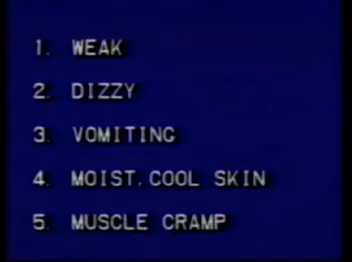 1. WEAK
2. DIZZY
3. VOMITING
4. MOIST. COOL SKIN
5. MUSCLE CRAMP